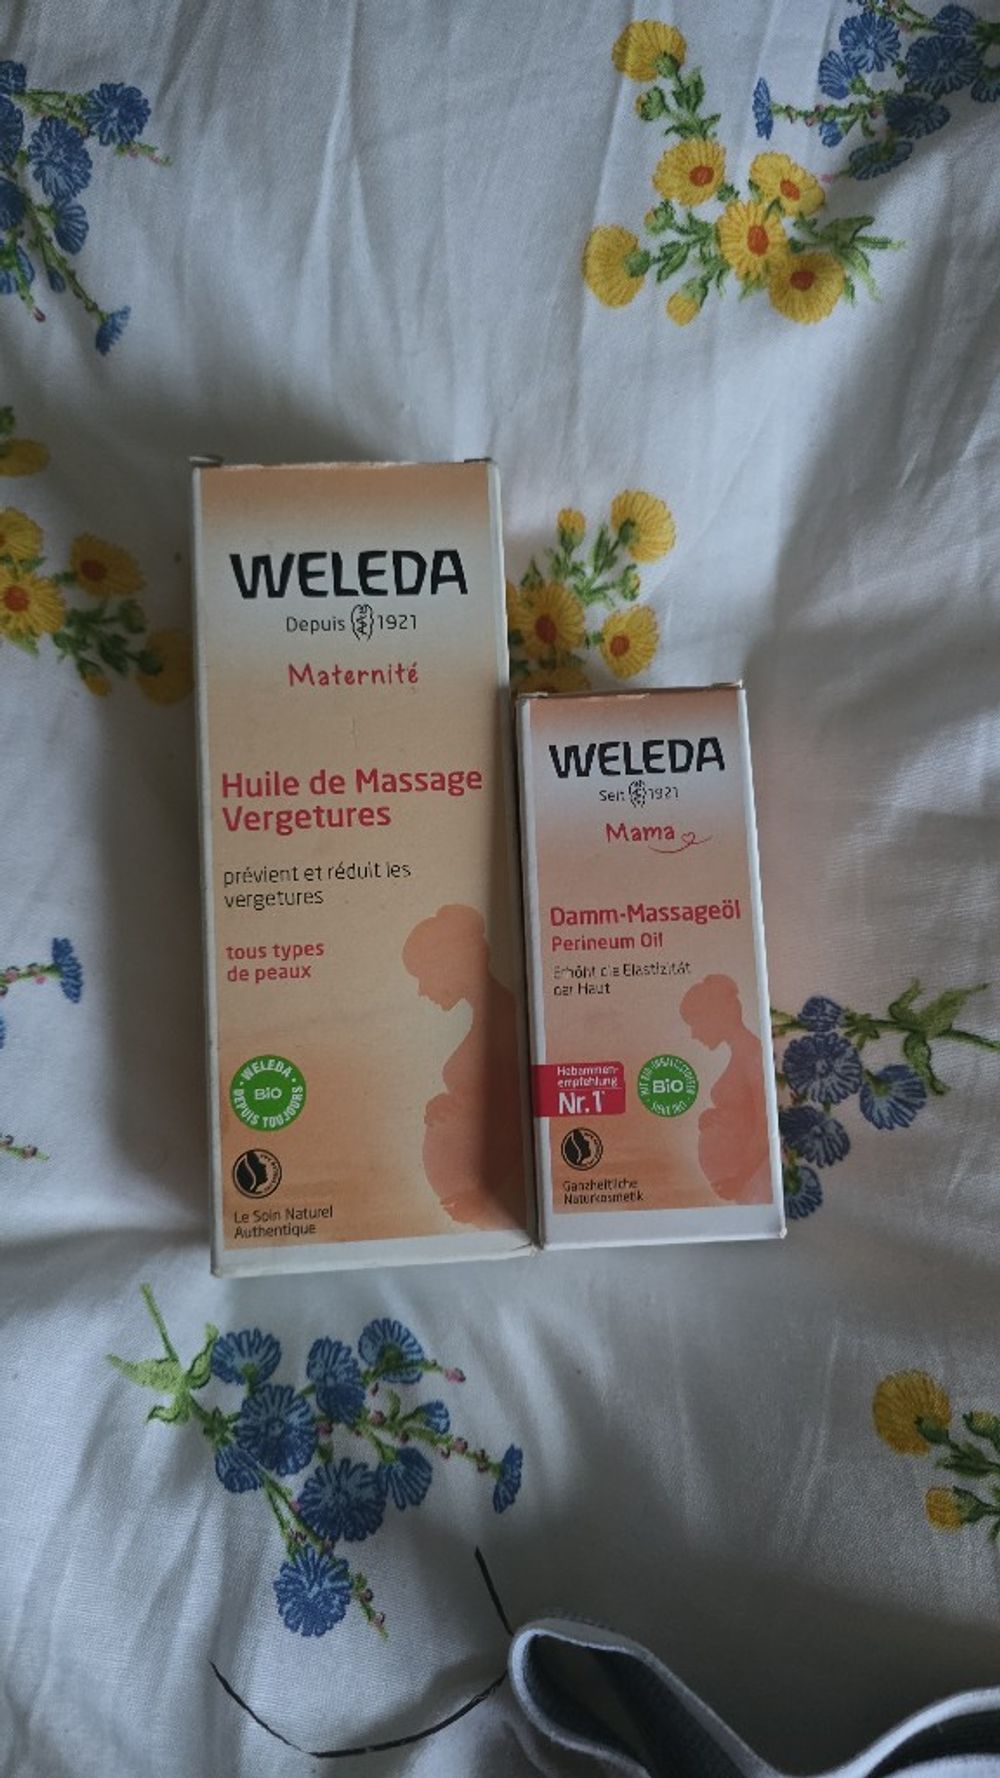 WELEDA
Depuis 1921
Maternité
Huile de Massage
Vergetures
prévient et réduit les
vergetures
tous types
de peaux
WELEDA
BIO
DEPUIS TOUJOURS
Le Soin Naturel
Authentique
WELEDA
Seit 1921
Mama
Damm-Massageöl
Perineum Oil
Erhöht die Elastizität
der Haut
Hebammen-
empfehlung
Nr.1
BIO
Ganzheitliche
Naturkosmetik